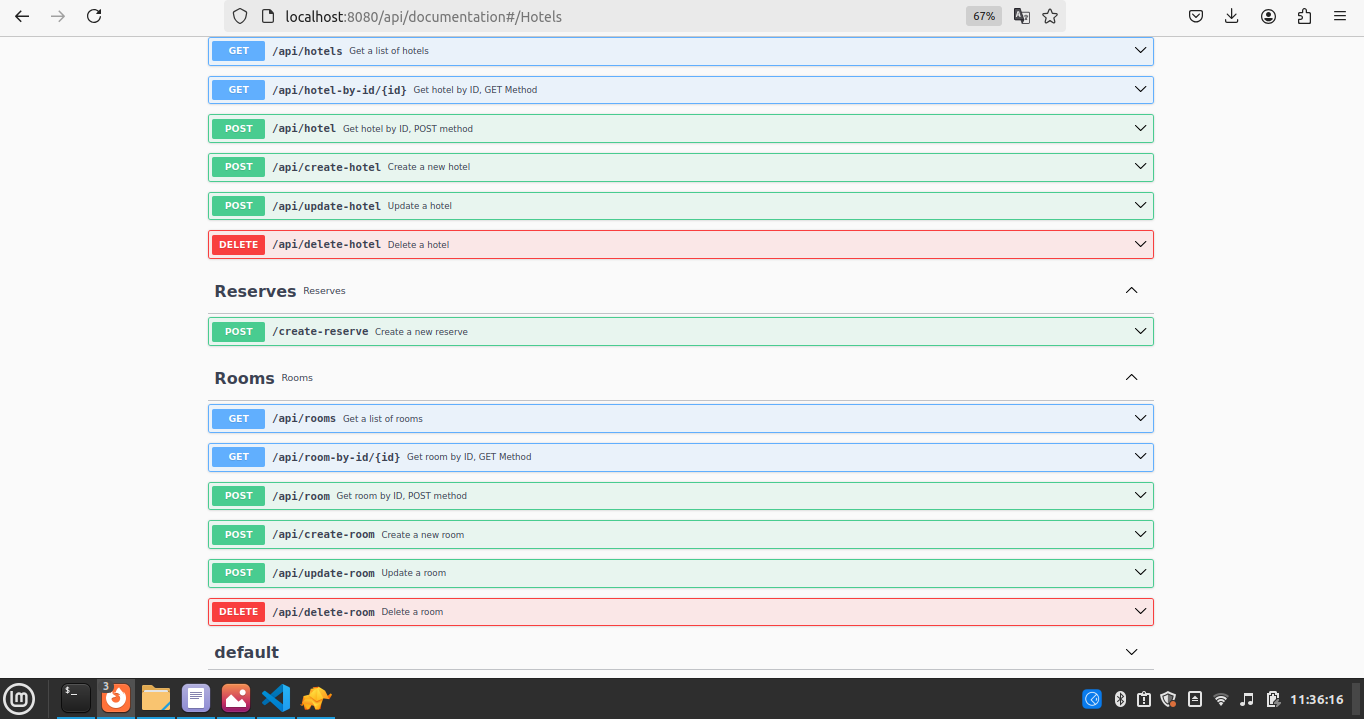 localhost:8080/api/documentation#/Hotels 67%
GET /api/hotels Get a list of hotels
GET /api/hotel-by-id/{id} Get hotel by ID, GET Method
POST /api/hotel Get hotel by ID, POST method
POST /api/create-hotel Create a new hotel
POST /api/update-hotel Update a hotel
DELETE /api/delete-hotel Delete a hotel
Reserves Reserves
POST /create-reserve Create a new reserve
Rooms Rooms
GET /api/rooms Get a list of rooms
GET /api/room-by-id/{id} Get room by ID, GET Method
POST /api/room Get room by ID, POST method
POST /api/create-room Create a new room
POST /api/update-room Update a room
DELETE /api/delete-room Delete a room
default
$_ 3 11:36:16